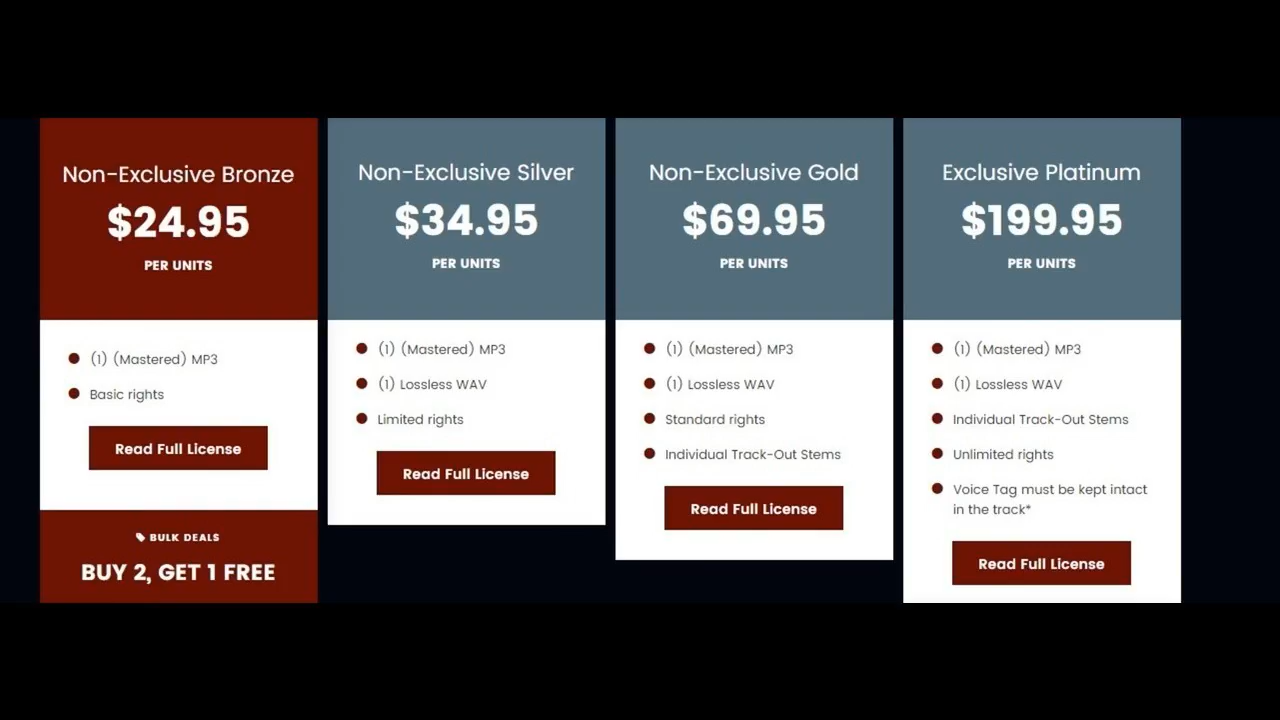 Non-Exclusive Bronze
$24.95
PER UNITS
(1) (Mastered) MP3
Basic rights
Read Full License
BULK DEALS
BUY 2, GET 1 FREE
Non-Exclusive Silver
$34.95
PER UNITS
(1) (Mastered) MP3
(1) Lossless WAV
Limited rights
Read Full License
Non-Exclusive Gold
$69.95
PER UNITS
(1) (Mastered) MP3
(1) Lossless WAV
Standard rights
Individual Track-Out Stems
Read Full License
Exclusive Platinum
$199.95
PER UNITS
(1) (Mastered) MP3
(1) Lossless WAV
Individual Track-Out Stems
Unlimited rights
Voice Tag must be kept intact
in the track*
Read Full License